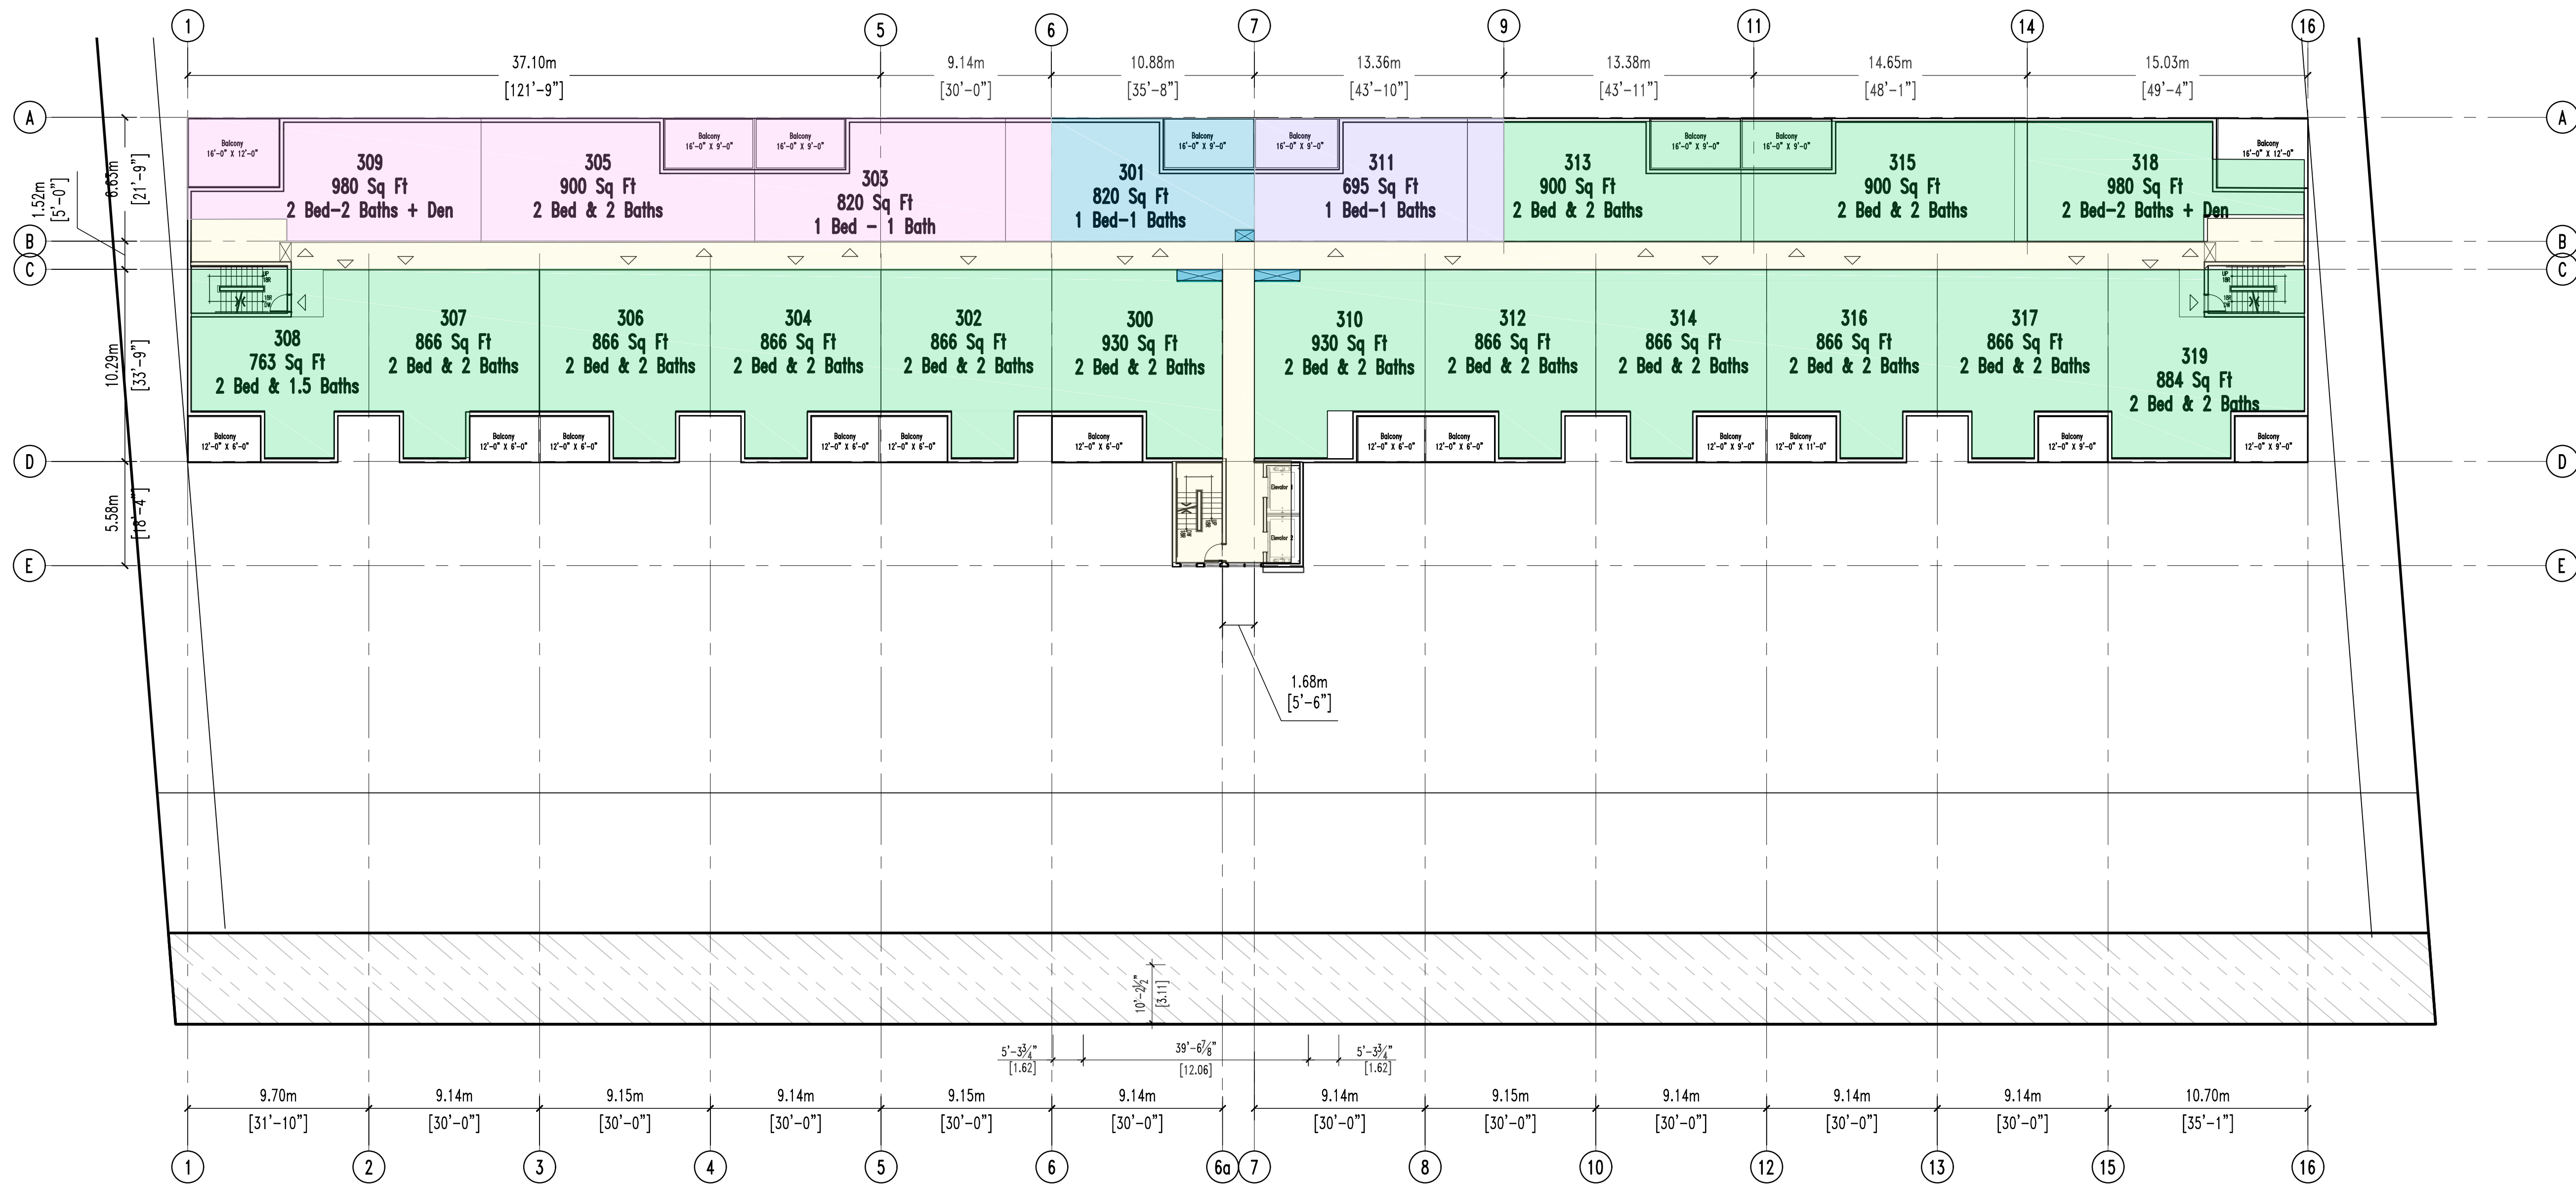 1
5
6
7
9
11
14
16
37.10m
[121'-9"]
9.14m
[30'-0"]
10.88m
[35'-8"]
13.36m
[43'-10"]
13.38m
[43'-11"]
14.65m
[48'-1"]
15.03m
[49'-4"]
A
A
B
B
C
C
D
D
E
E
6.63m
[21'-9"]
1.52m
[5'-0"]
10.29m
[33'-9"]
5.58m
[18'-4"]
Balcony
16'-0" X 12'-0"
309
980 Sq Ft
2 Bed-2 Baths + Den
305
900 Sq Ft
2 Bed & 2 Baths
Balcony
16'-0" X 9'-0"
Balcony
16'-0" X 9'-0"
303
820 Sq Ft
1 Bed - 1 Bath
301
820 Sq Ft
1 Bed-1 Baths
Balcony
16'-0" X 9'-0"
Balcony
16'-0" X 9'-0"
311
695 Sq Ft
1 Bed-1 Baths
313
900 Sq Ft
2 Bed & 2 Baths
Balcony
16'-0" X 9'-0"
Balcony
16'-0" X 9'-0"
315
900 Sq Ft
2 Bed & 2 Baths
318
980 Sq Ft
2 Bed-2 Baths + Den
Balcony
16'-0" X 12'-0"
UP
18R
18R
DN
308
763 Sq Ft
2 Bed & 1.5 Baths
307
866 Sq Ft
2 Bed & 2 Baths
306
866 Sq Ft
2 Bed & 2 Baths
304
866 Sq Ft
2 Bed & 2 Baths
302
866 Sq Ft
2 Bed & 2 Baths
300
930 Sq Ft
2 Bed & 2 Baths
310
930 Sq Ft
2 Bed & 2 Baths
312
866 Sq Ft
2 Bed & 2 Baths
314
866 Sq Ft
2 Bed & 2 Baths
316
866 Sq Ft
2 Bed & 2 Baths
317
866 Sq Ft
2 Bed & 2 Baths
UP
18R
18R
DN
319
884 Sq Ft
2 Bed & 2 Baths
Balcony
12'-0" X 6'-0"
Balcony
12'-0" X 6'-0"
Balcony
12'-0" X 6'-0"
Balcony
12'-0" X 6'-0"
Balcony
12'-0" X 6'-0"
Balcony
12'-0" X 6'-0"
Balcony
12'-0" X 6'-0"
Balcony
12'-0" X 6'-0"
Balcony
12'-0" X 9'-0"
Balcony
12'-0" X 11'-0"
Balcony
12'-0" X 9'-0"
Balcony
12'-0" X 9'-0"
Elevator 1
Elevator 2
1.68m
[5'-6"]
10'-2½"
[3.11]
5'-3¾"
[1.62]
39'-6⅞"
[12.06]
5'-3¾"
[1.62]
9.70m
[31'-10"]
9.14m
[30'-0"]
9.15m
[30'-0"]
9.14m
[30'-0"]
9.15m
[30'-0"]
9.14m
[30'-0"]
9.14m
[30'-0"]
9.15m
[30'-0"]
9.14m
[30'-0"]
9.14m
[30'-0"]
9.14m
[30'-0"]
10.70m
[35'-1"]
1
2
3
4
5
6
6a
7
8
10
12
13
15
16